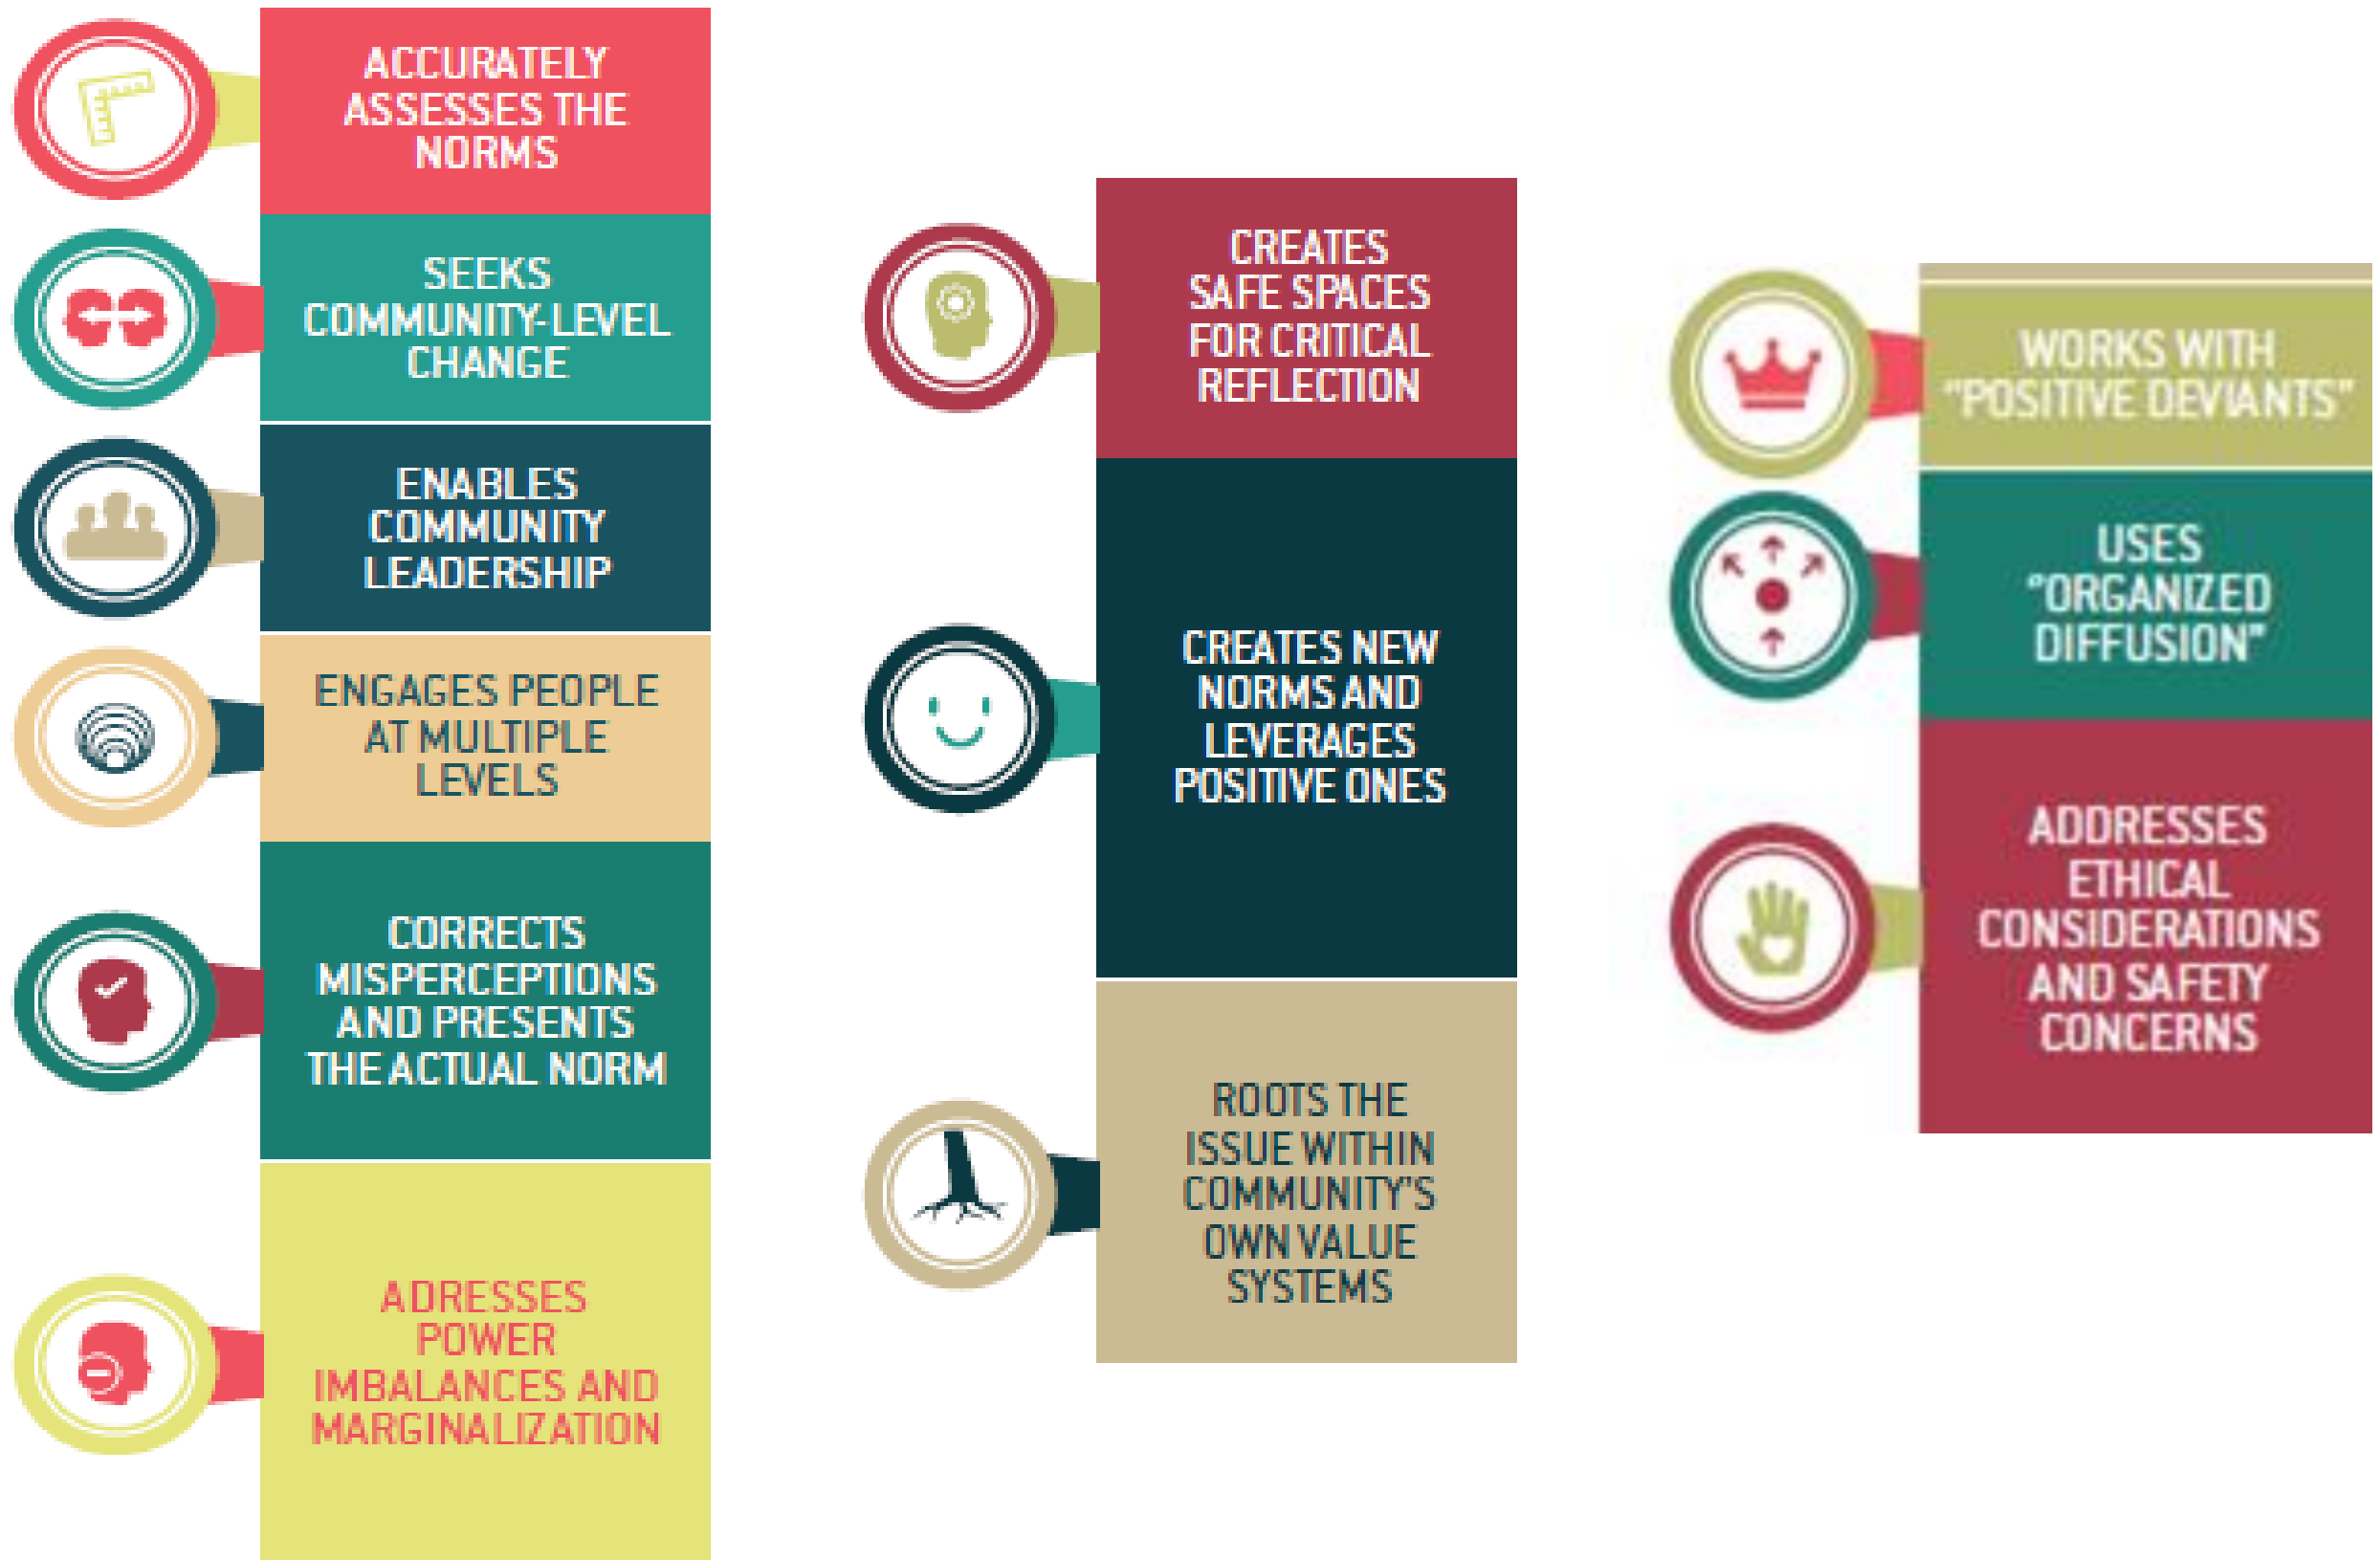 ACCURATELY
ASSESSES THE
NORMS
SEEKS
COMMUNITY-LEVEL
CHANGE
ENABLES
COMMUNITY
LEADERSHIP
ENGAGES PEOPLE
AT MULTIPLE
LEVELS
CORRECTS
MISPERCEPTIONS
AND PRESENTS
THE ACTUAL NORM
ADRESSES
POWER
IMBALANCES AND
MARGINALIZATION
CREATES
SAFE SPACES
FOR CRITICAL
REFLECTION
CREATES NEW
NORMS AND
LEVERAGES
POSITIVE ONES
ROOTS THE
ISSUE WITHIN
COMMUNITY'S
OWN VALUE
SYSTEMS
WORKS WITH
"POSITIVE DEVIANTS"
USES
"ORGANIZED
DIFFUSION"
ADDRESSES
ETHICAL
CONSIDERATIONS
AND SAFETY
CONCERNS